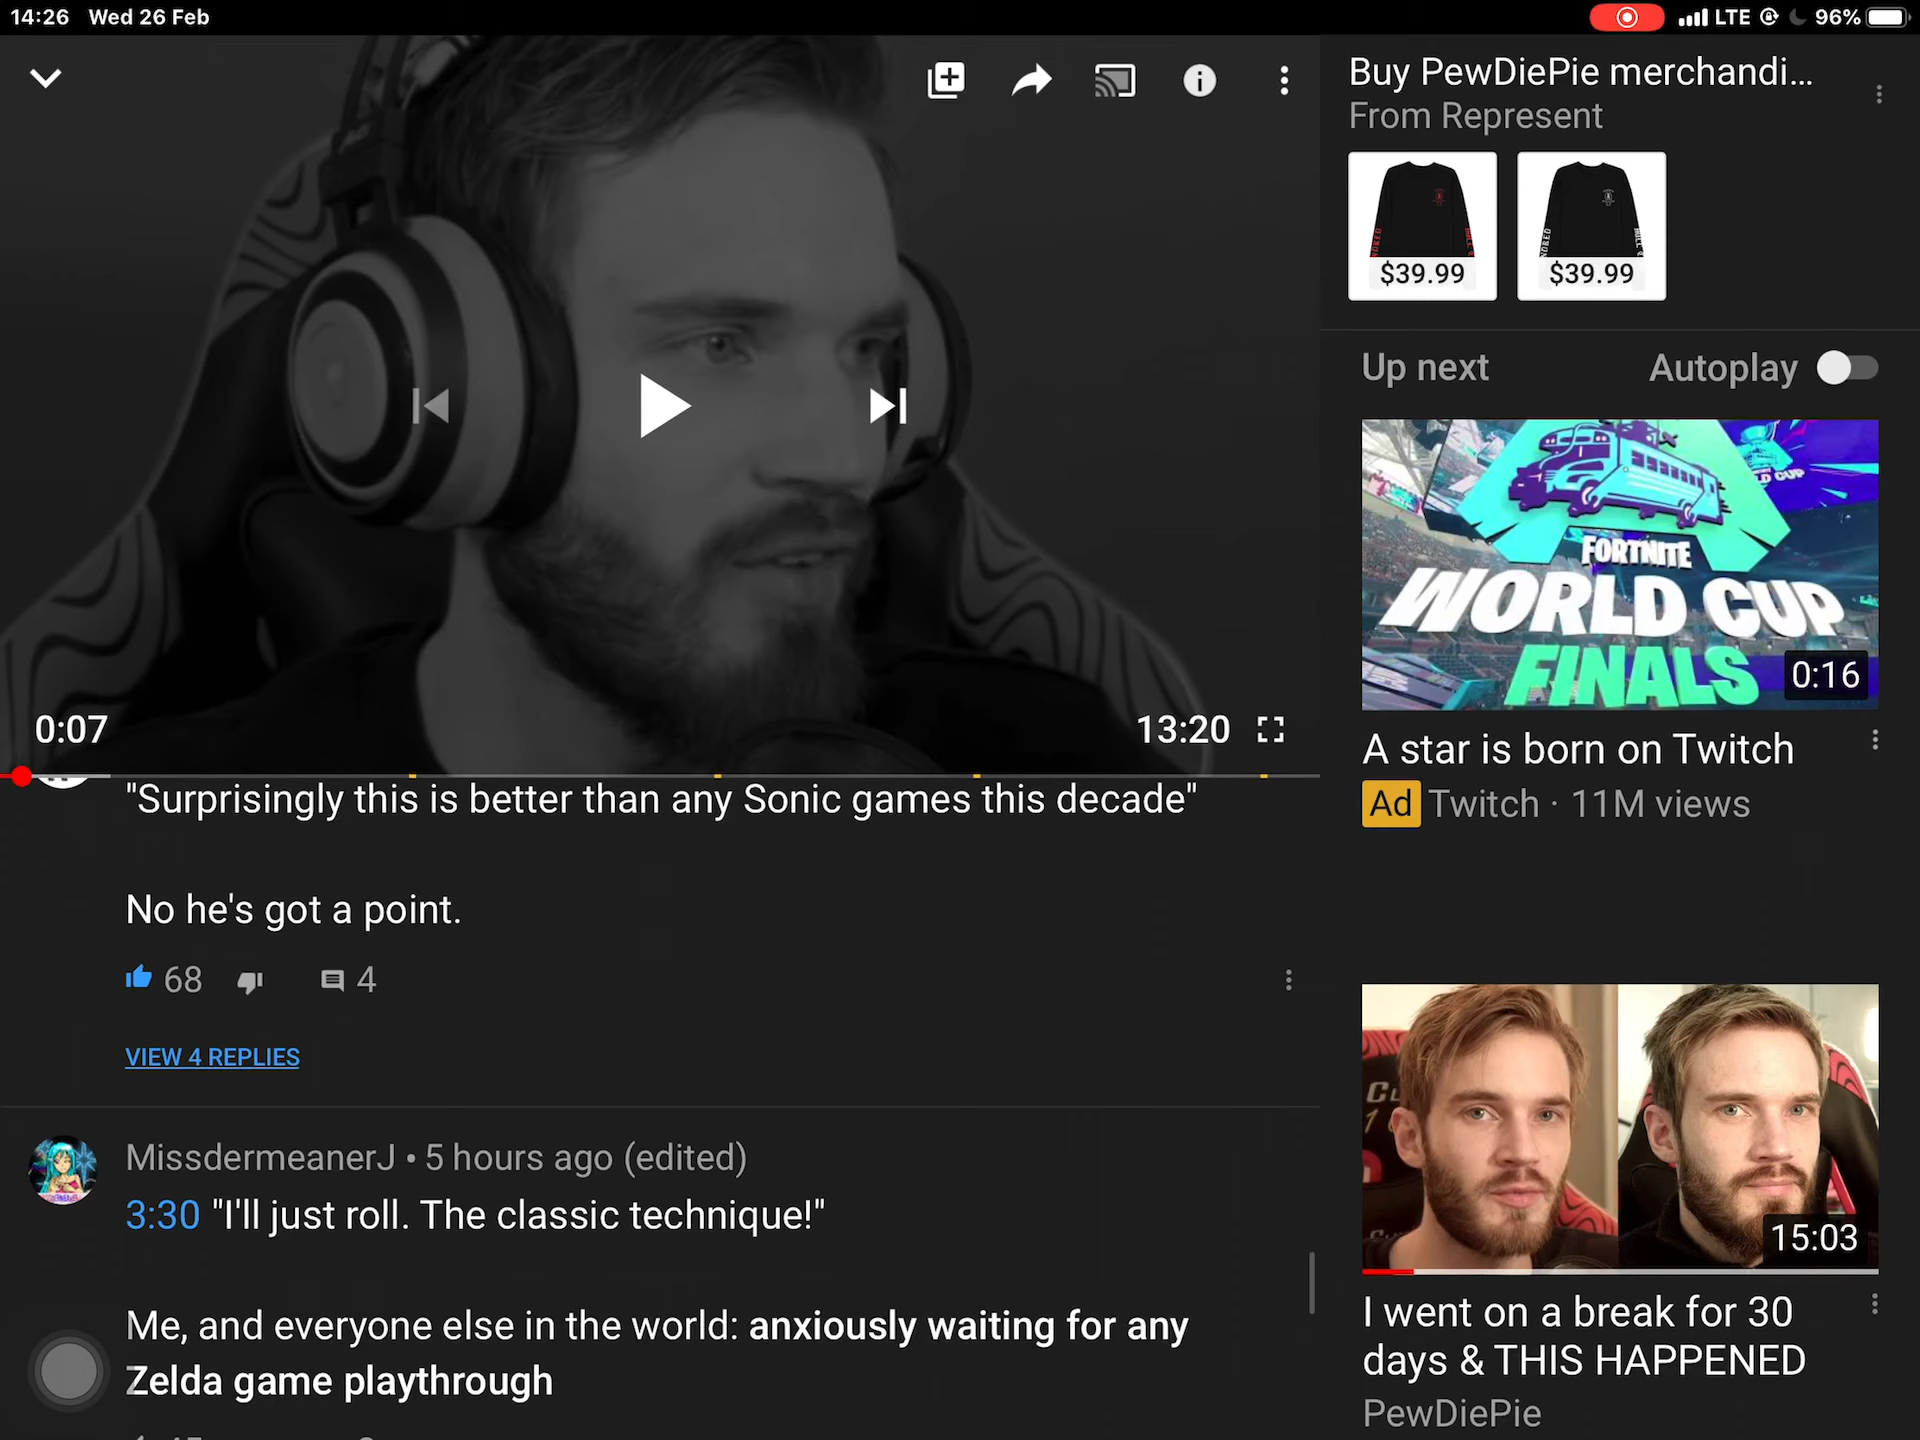 14:26 Wed 26 Feb
LTE 96%
Buy PewDiePie merchandi...
From Represent
$39.99
$39.99
Up next
Autoplay
FORTNITE
WORLD CUP
FINALS
0:16
A star is born on Twitch
Ad Twitch · 11M views
15:03
I went on a break for 30
days & THIS HAPPENED
PewDiePie
0:07
13:20
"Surprisingly this is better than any Sonic games this decade"
No he's got a point.
68
4
VIEW 4 REPLIES
MissdermeanerJ • 5 hours ago (edited)
3:30 "I'll just roll. The classic technique!"
Me, and everyone else in the world: anxiously waiting for any
Zelda game playthrough